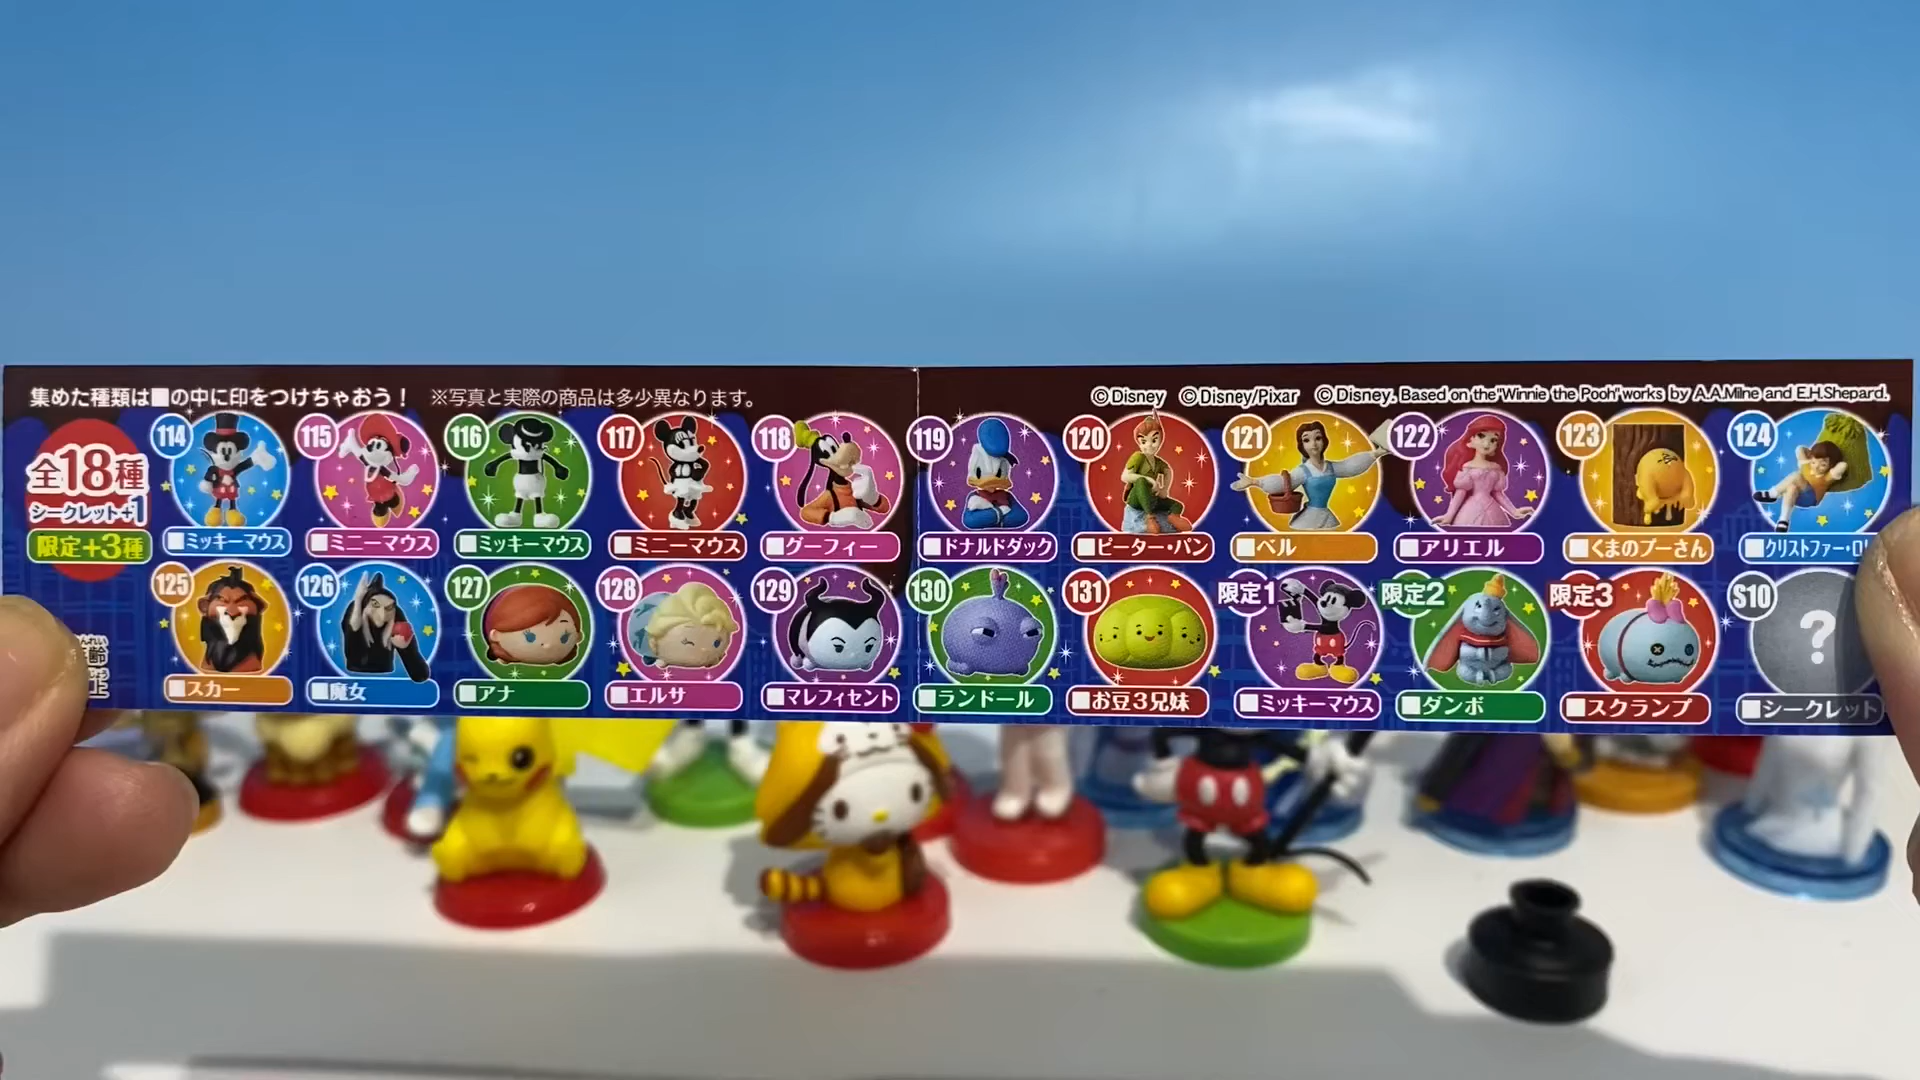 集めた種類は■の中に印をつけちゃおう！ ※写真と実際の商品は多少異なります。
©Disney ©Disney/Pixar ©Disney. Based on the "Winnie the Pooh" works by A.A.Milne and E.H.Shepard.
全18種
シークレット+1
限定+3種
114 ■ミッキーマウス
115 ■ミニーマウス
116 ■ミッキーマウス
117 ■ミニーマウス
118 ■グーフィー
119 ■ドナルドダック
120 ■ピーター・パン
121 ■ベル
122 ■アリエル
123 ■くまのプーさん
124 ■クリストファー・ロ
125 ■スカー
126 ■魔女
127 ■アナ
128 ■エルサ
129 ■マレフィセント
130 ■ランドール
131 ■お豆3兄妹
限定1 ■ミッキーマウス
限定2 ■ダンボ
限定3 ■スクランプ
S10 ? ■シークレット